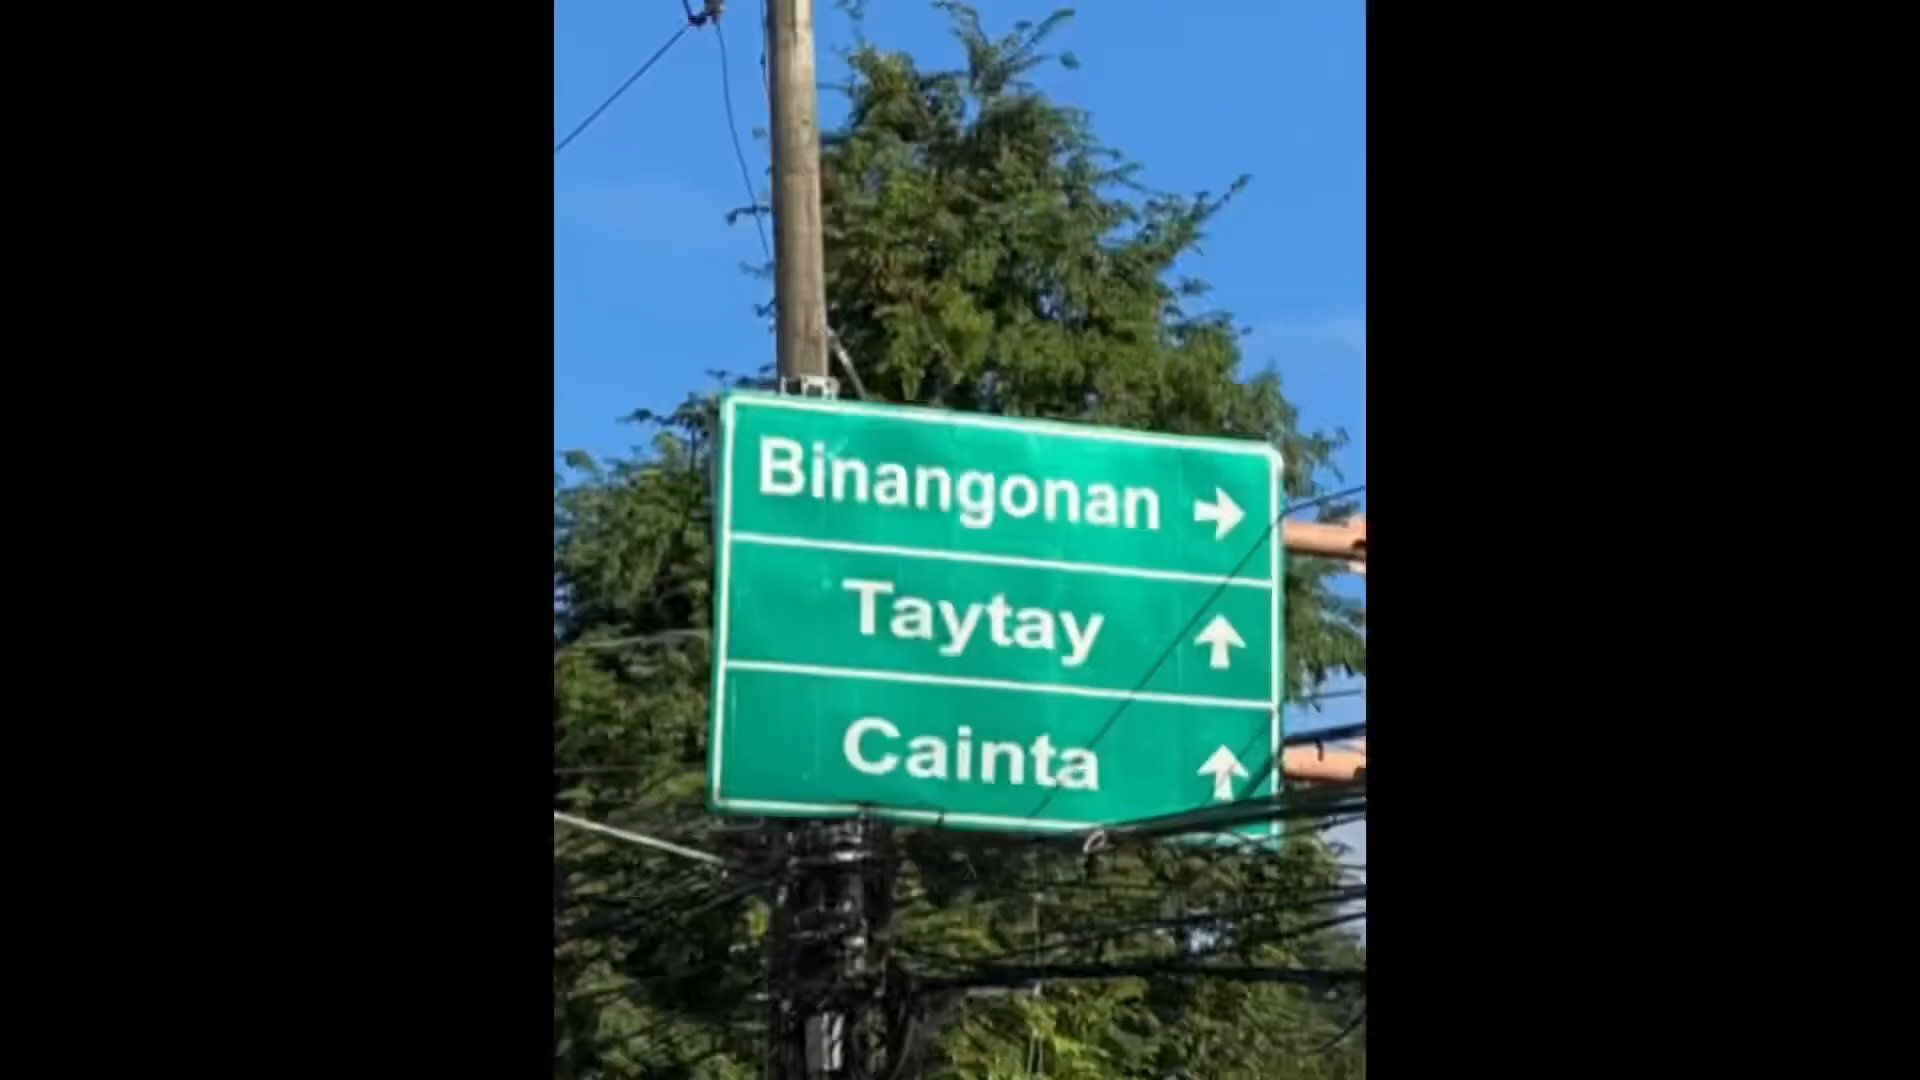 Binangonan →
Taytay ↑
Cainta ↑